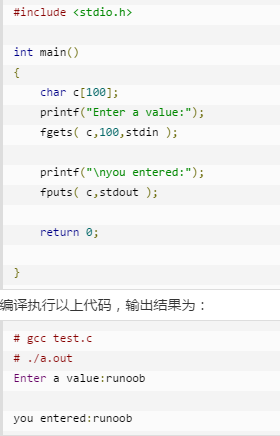 #include <stdio.h>
int main()
{
char c[100];
printf("Enter a value:");
fgets( c,100,stdin );
printf("\nyou entered:");
fputs( c,stdout );
return 0;
}
编译执行以上代码，输出结果为：
# gcc test.c
# ./a.out
Enter a value:runoob
you entered:runoob